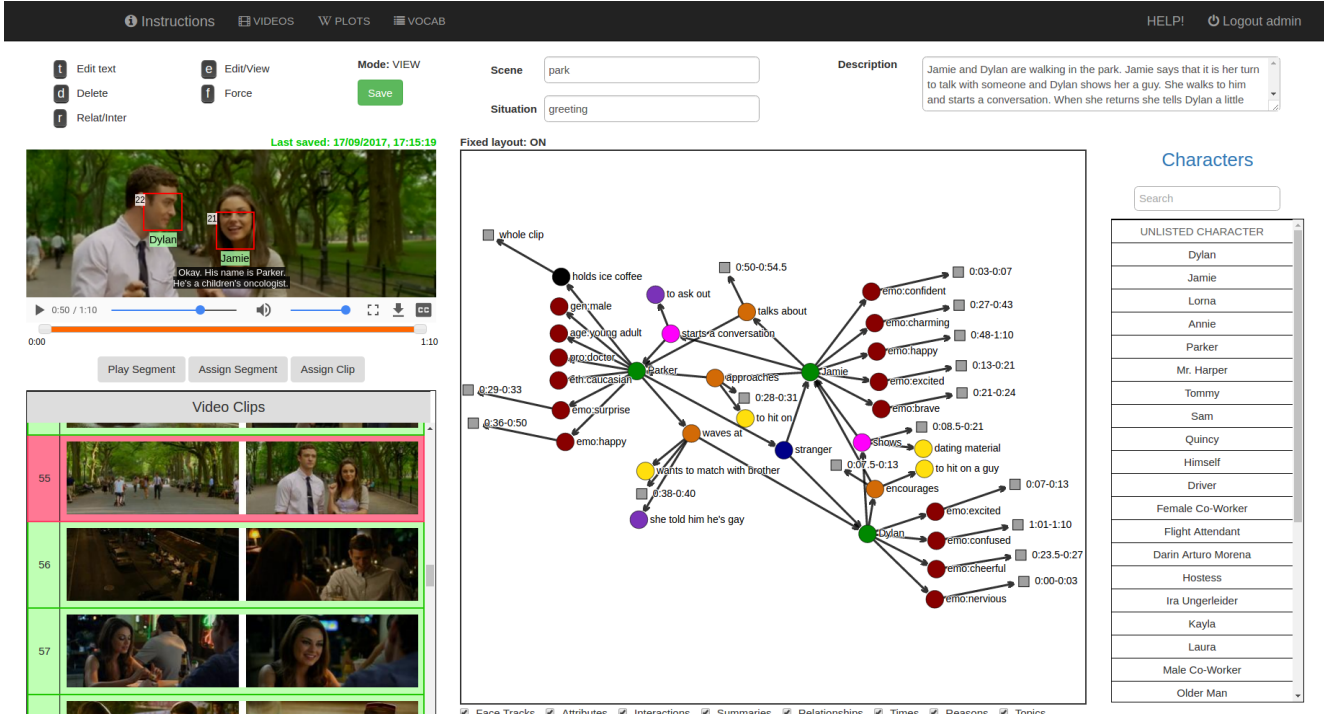 Instructions VIDEOS W PLOTS VOCAB HELP! Logout admin
t Edit text
e Edit/View
d Delete
f Force
r Relat/Inter
Mode: VIEW
Save
Scene park
Situation greeting
Description
Jamie and Dylan are walking in the park. Jamie says that it is her turn
to talk with someone and Dylan shows her a guy. She walks to him
and starts a conversation. When she returns she tells Dylan a little
Last saved: 17/09/2017, 17:15:19
22
Dylan
21
Jamie
Okay. His name is Parker.
He's a children's oncologist.
0:50 / 1:10
CC
0:00 1:10
Play Segment Assign Segment Assign Clip
Video Clips
55
56
57
Fixed layout: ON
whole clip
holds ice coffee
gen:male
age:young adult
pro:doctor
eth:caucasian
emo:surprise
emo:happy
0:29-0:33
0:36-0:50
Parker
to ask out
starts a conversation
0:50-0:54.5
talks about
approaches
0:28-0:31
to hit on
waves at
wants to match with brother
0:38-0:40
she told him he's gay
stranger
Jamie
emo:confident
0:03-0:07
emo:charming
0:27-0:43
emo:happy
0:48-1:10
emo:excited
0:13-0:21
emo:brave
0:21-0:24
shows
0:08.5-0:21
dating material
0:07.5-0:13
to hit on a guy
encourages
Dylan
emo:excited
0:07-0:13
emo:confused
1:01-1:10
emo:cheerful
0:23.5-0:27
emo:nervious
0:00-0:03
Face Tracks Attributes Interactions Summaries Relationships Times Reasons Topics
Characters
Search
UNLISTED CHARACTER
Dylan
Jamie
Lorna
Annie
Parker
Mr. Harper
Tommy
Sam
Quincy
Himself
Driver
Female Co-Worker
Flight Attendant
Darin Arturo Morena
Hostess
Ira Ungerleider
Kayla
Laura
Male Co-Worker
Older Man